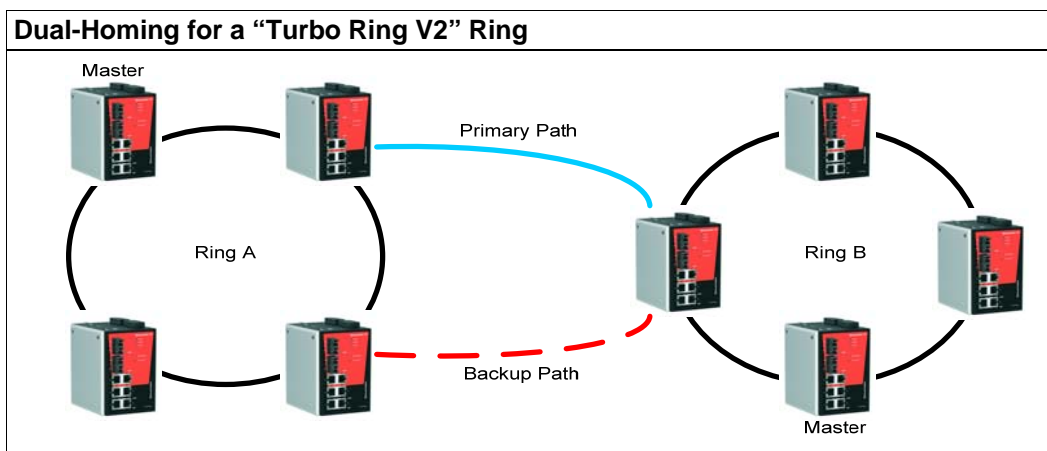 Dual-Homing for a “Turbo Ring V2” Ring
Master
Primary Path
Ring A
Ring B
Backup Path
Master